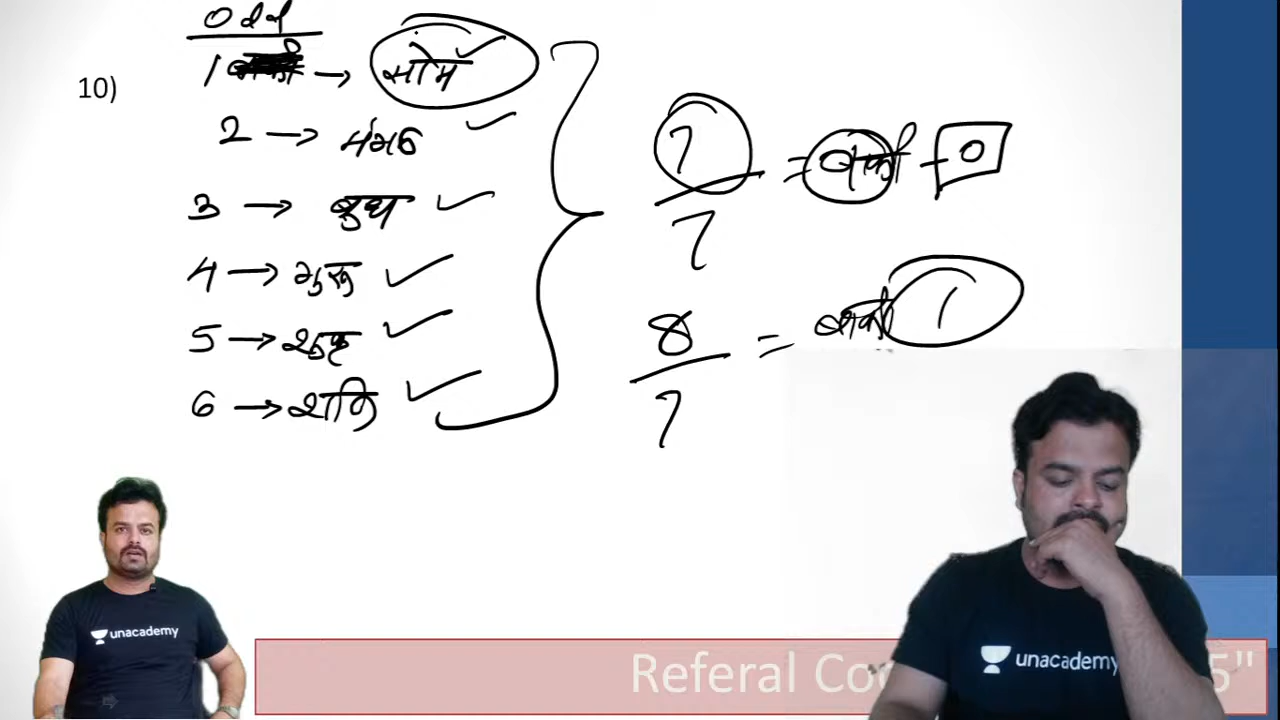 odd
10)
1 → सोम
2 → मंगळ
3 → बुध
4 → गुरु
5 → शुक्र
6 → शनि
7
7
= बाकी - 0
8
7
= बाकी 1
unacademy
unacademy
Referal Co
5"